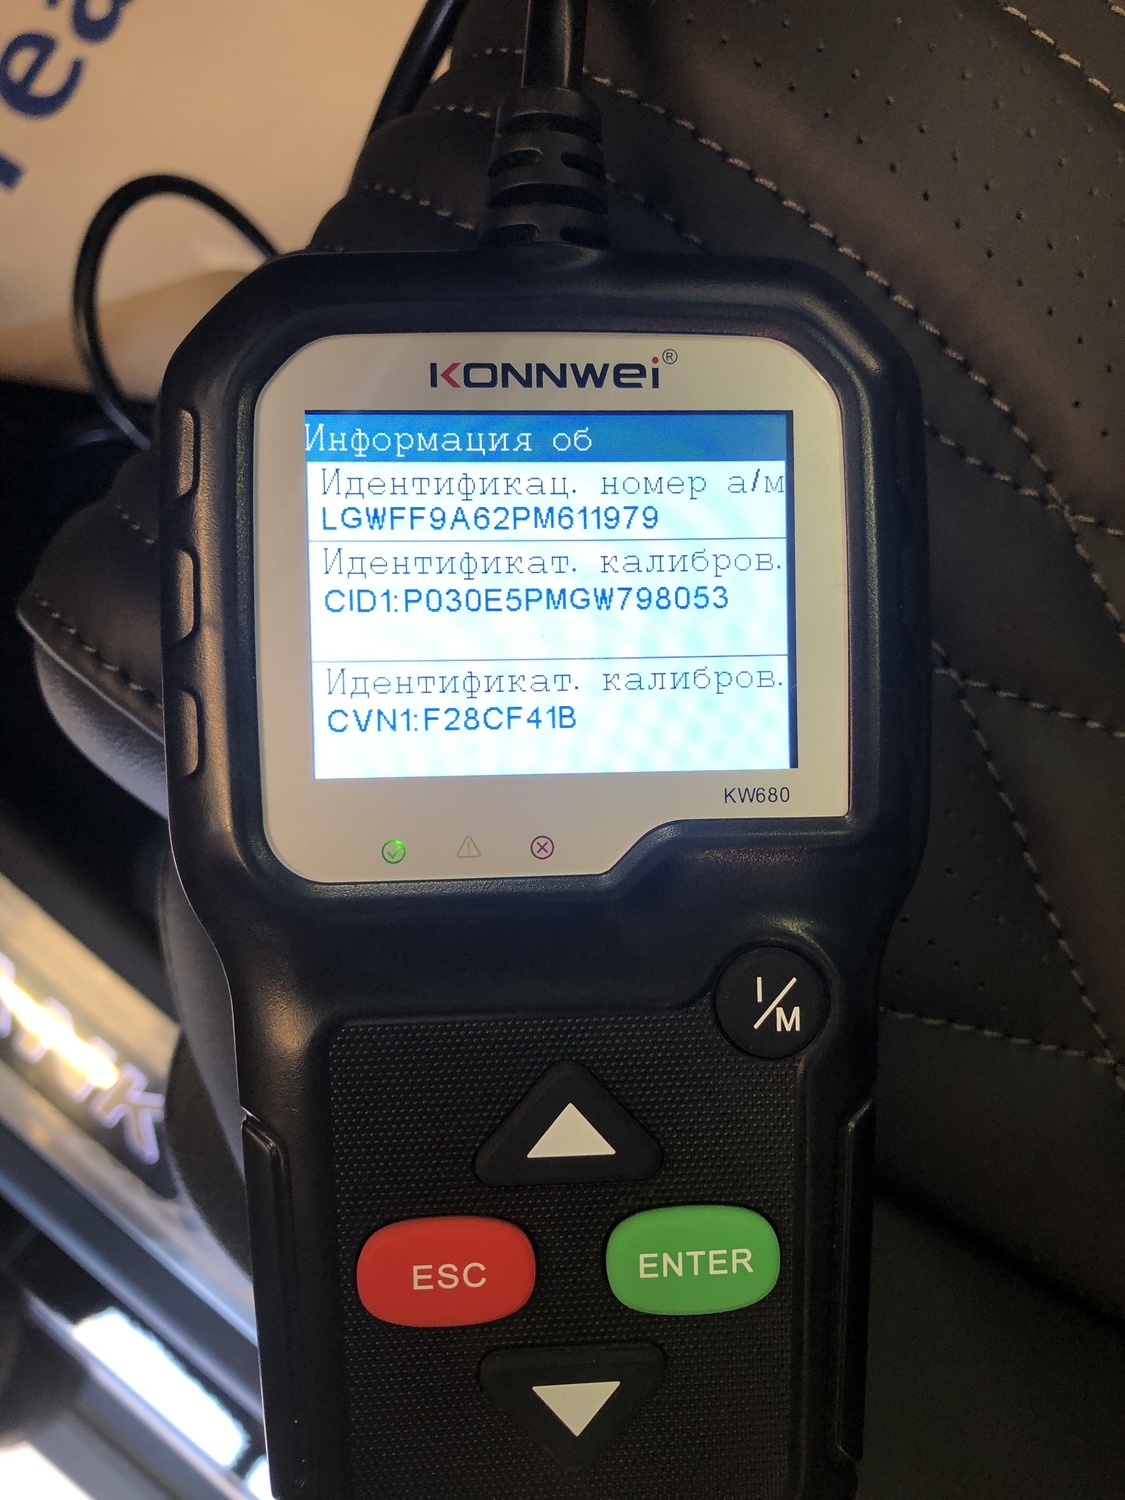 KONNWEI®
Информация об
Идентификац. номер а/м
LGWFF9A62PM611979
Идентификат. калибров.
CID1:P030E5PMGW798053
Идентификат. калибров.
CVN1:F28CF41B
KW680
I/M
ESC
ENTER